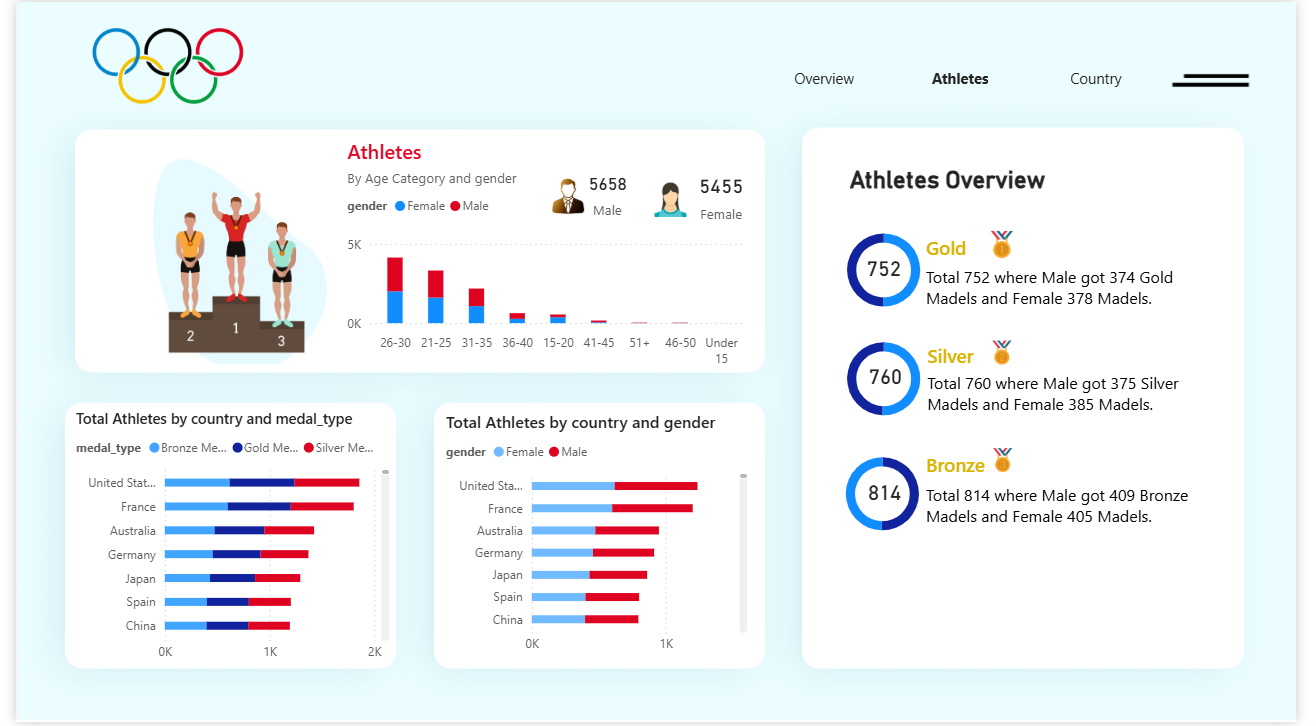 Overview
Athletes
Country
Athletes
By Age Category and gender
gender Female Male
5658
Male
5455
Female
5K
0K
26-30 21-25 31-35 36-40 15-20 41-45 51+ 46-50 Under
15
2 1 3
Total Athletes by country and medal_type
medal_type Bronze Me... Gold Me... Silver Me...
United Stat...
France
Australia
Germany
Japan
Spain
China
0K 1K 2K
Total Athletes by country and gender
gender Female Male
United Sta...
France
Australia
Germany
Japan
Spain
China
0K 1K
Athletes Overview
752
Gold
1
Total 752 where Male got 374 Gold
Madels and Female 378 Madels.
760
Silver
2
Total 760 where Male got 375 Silver
Madels and Female 385 Madels.
814
Bronze
3
Total 814 where Male got 409 Bronze
Madels and Female 405 Madels.